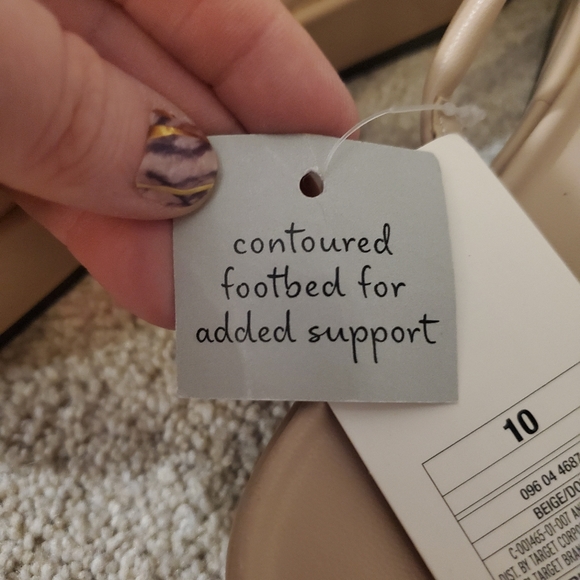 contoured
footbed for
added support
10
096 04 4687
BEIGE/DO
C-001465-01-007 A
DIST. BY TARGET CORPO
TARGET BRAN